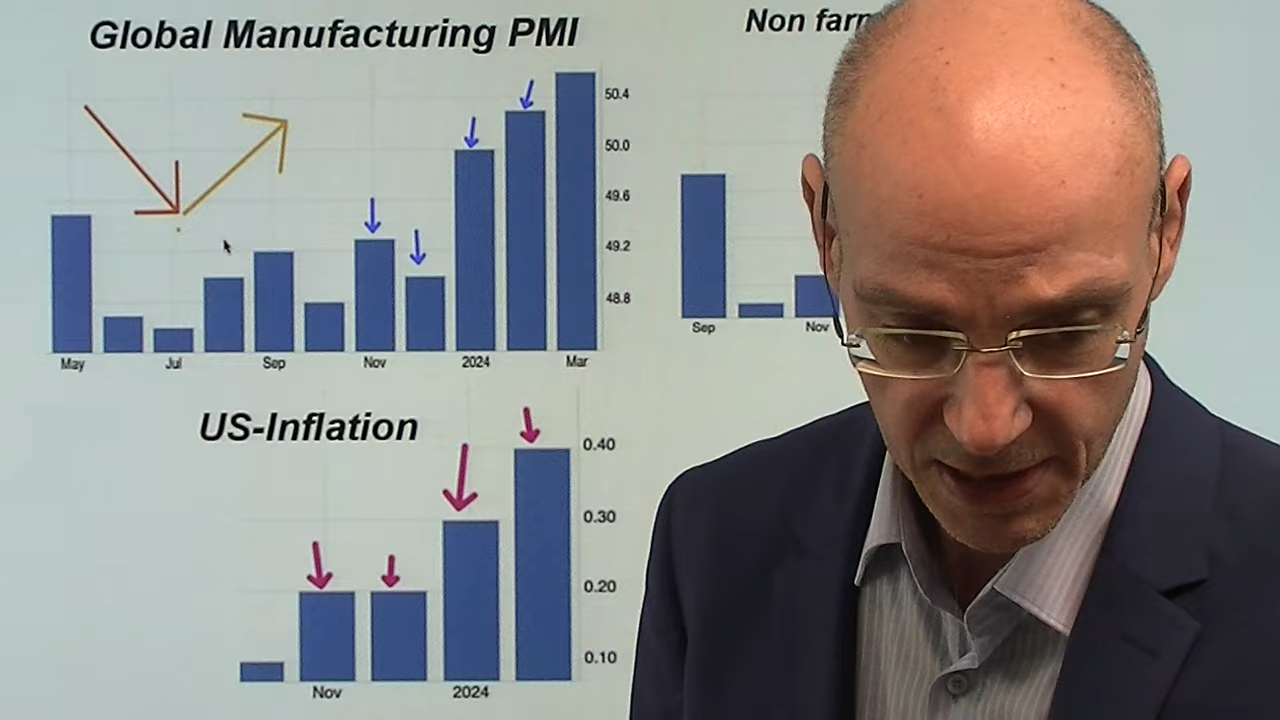 Global Manufacturing PMI
50.4
50.0
49.6
49.2
48.8
May Jul Sep Nov 2024 Mar
Non
Sep Nov
US-Inflation
0.40
0.30
0.20
0.10
Nov 2024